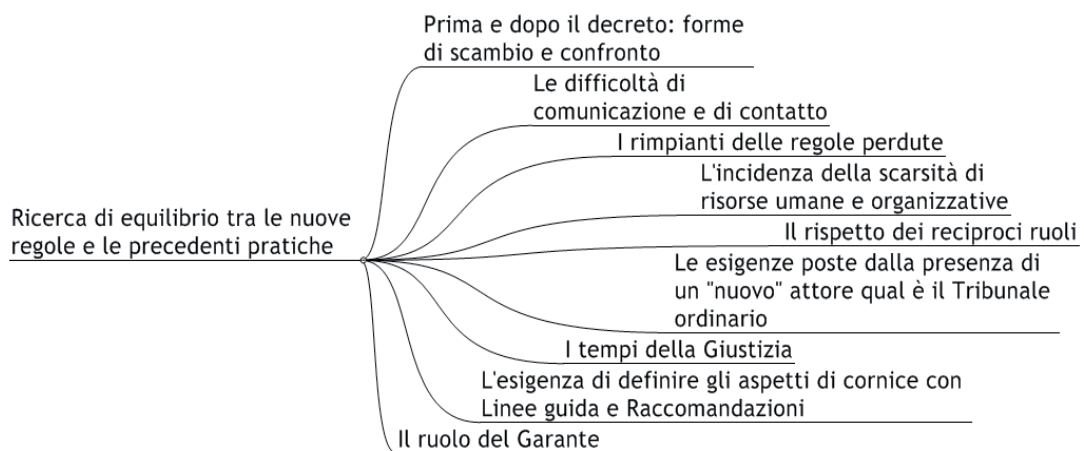 Prima e dopo il decreto: forme
di scambio e confronto
Le difficoltà di
comunicazione e di contatto
I rimpianti delle regole perdute
L'incidenza della scarsità di
risorse umane e organizzative
Ricerca di equilibrio tra le nuove
regole e le precedenti pratiche
Il rispetto dei reciproci ruoli
Le esigenze poste dalla presenza di
un "nuovo" attore qual è il Tribunale
ordinario
I tempi della Giustizia
L'esigenza di definire gli aspetti di cornice con
Linee guida e Raccomandazioni
Il ruolo del Garante